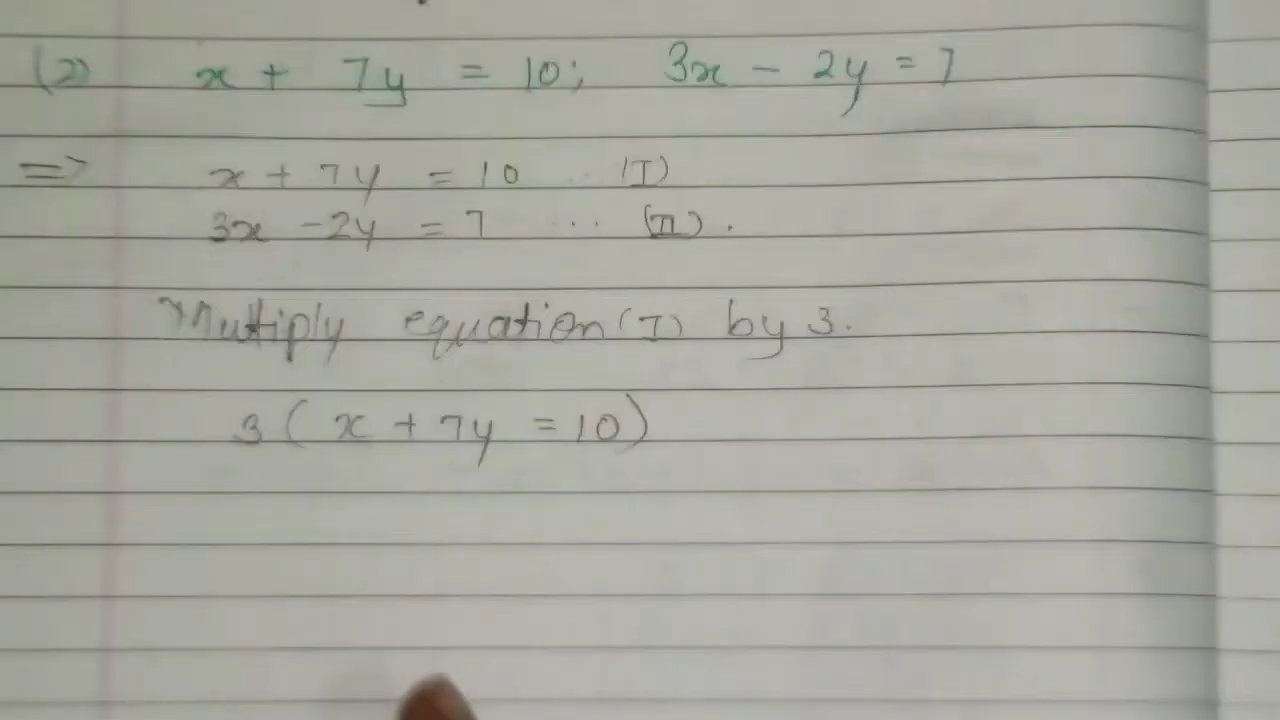 (2) x + 7y = 10; 3x - 2y = 7
=> x + 7y = 10 ... (I)
3x - 2y = 7 ... (II).
Multiply equation (I) by 3.
3 ( x + 7y = 10 )